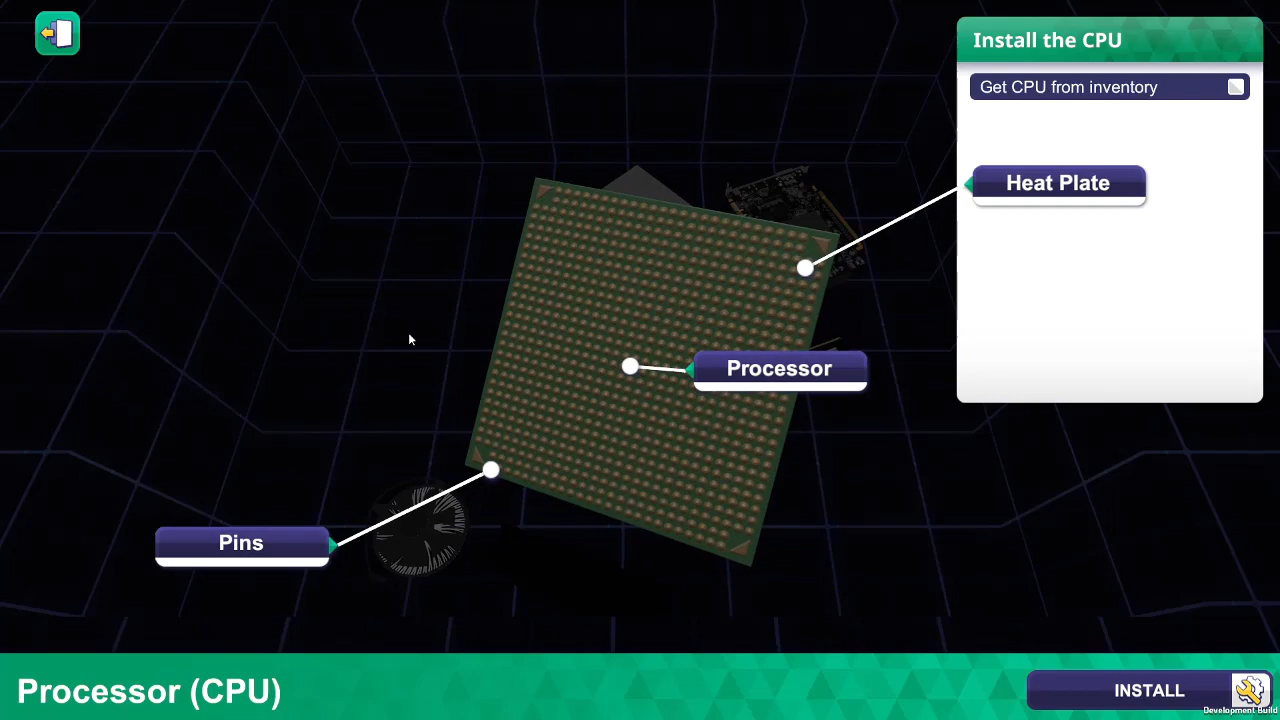 Install the CPU
Get CPU from inventory
Heat Plate
Processor
Pins
Processor (CPU)
INSTALL
Development Build